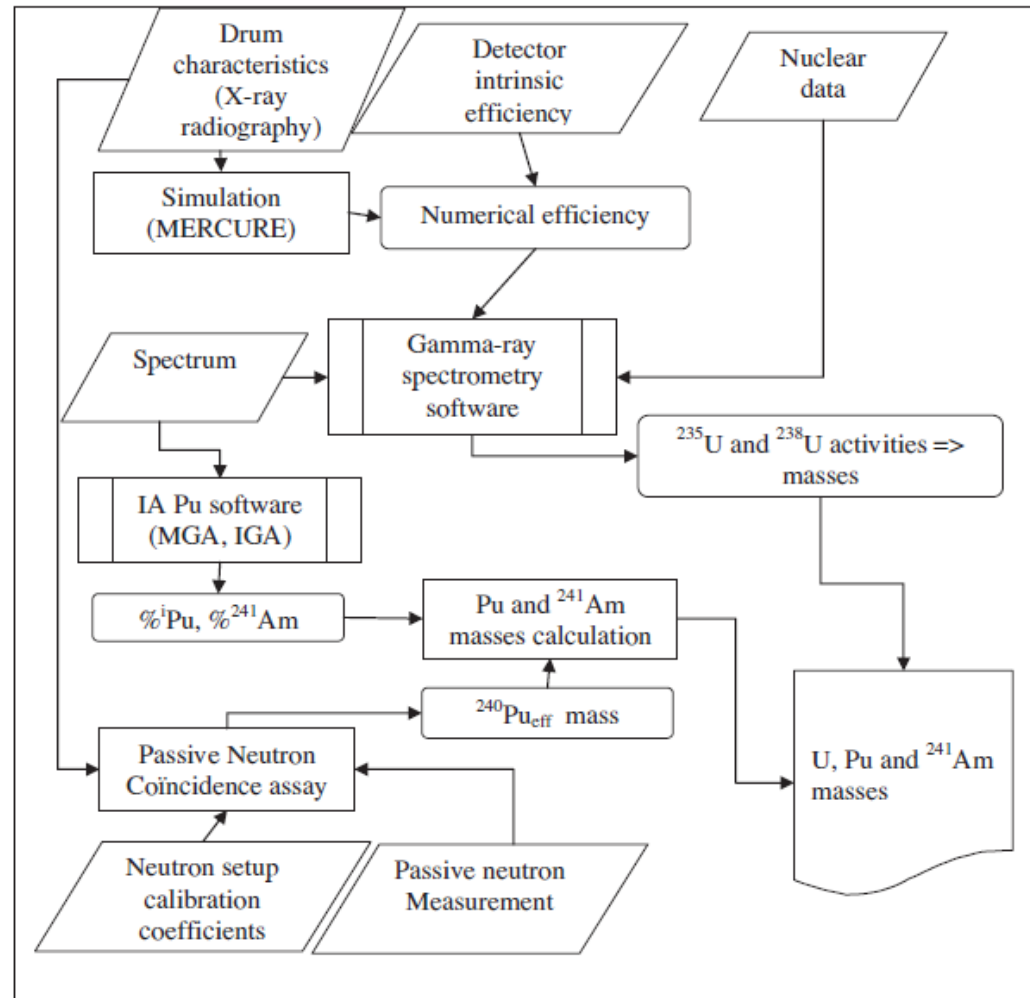 Drum
characteristics
(X-ray
radiography)
Detector
intrinsic
efficiency
Nuclear
data
Simulation
(MERCURE)
Numerical efficiency
Spectrum
Gamma-ray
spectrometry
software
²³⁵U and ²³⁸U activities =>
masses
IA Pu software
(MGA, IGA)
%ⁱPu, %²⁴¹Am
Pu and ²⁴¹Am
masses calculation
²⁴⁰Pu_eff mass
Passive Neutron
Coïncidence assay
U, Pu and ²⁴¹Am
masses
Neutron setup
calibration
coefficients
Passive neutron
Measurement